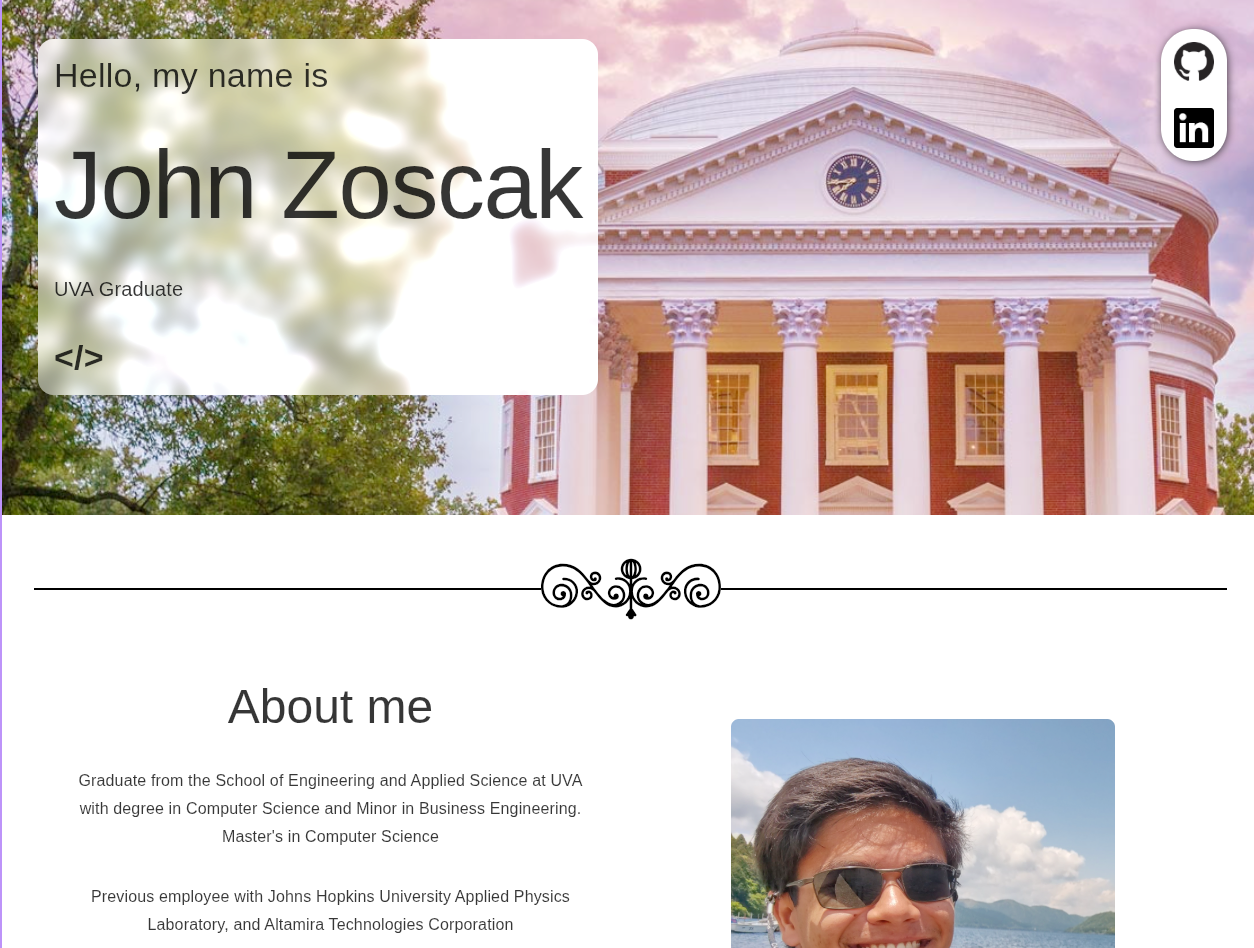 Hello, my name is
John Zoscak
UVA Graduate
</>
in
About me
Graduate from the School of Engineering and Applied Science at UVA
with degree in Computer Science and Minor in Business Engineering.
Master's in Computer Science
Previous employee with Johns Hopkins University Applied Physics
Laboratory, and Altamira Technologies Corporation